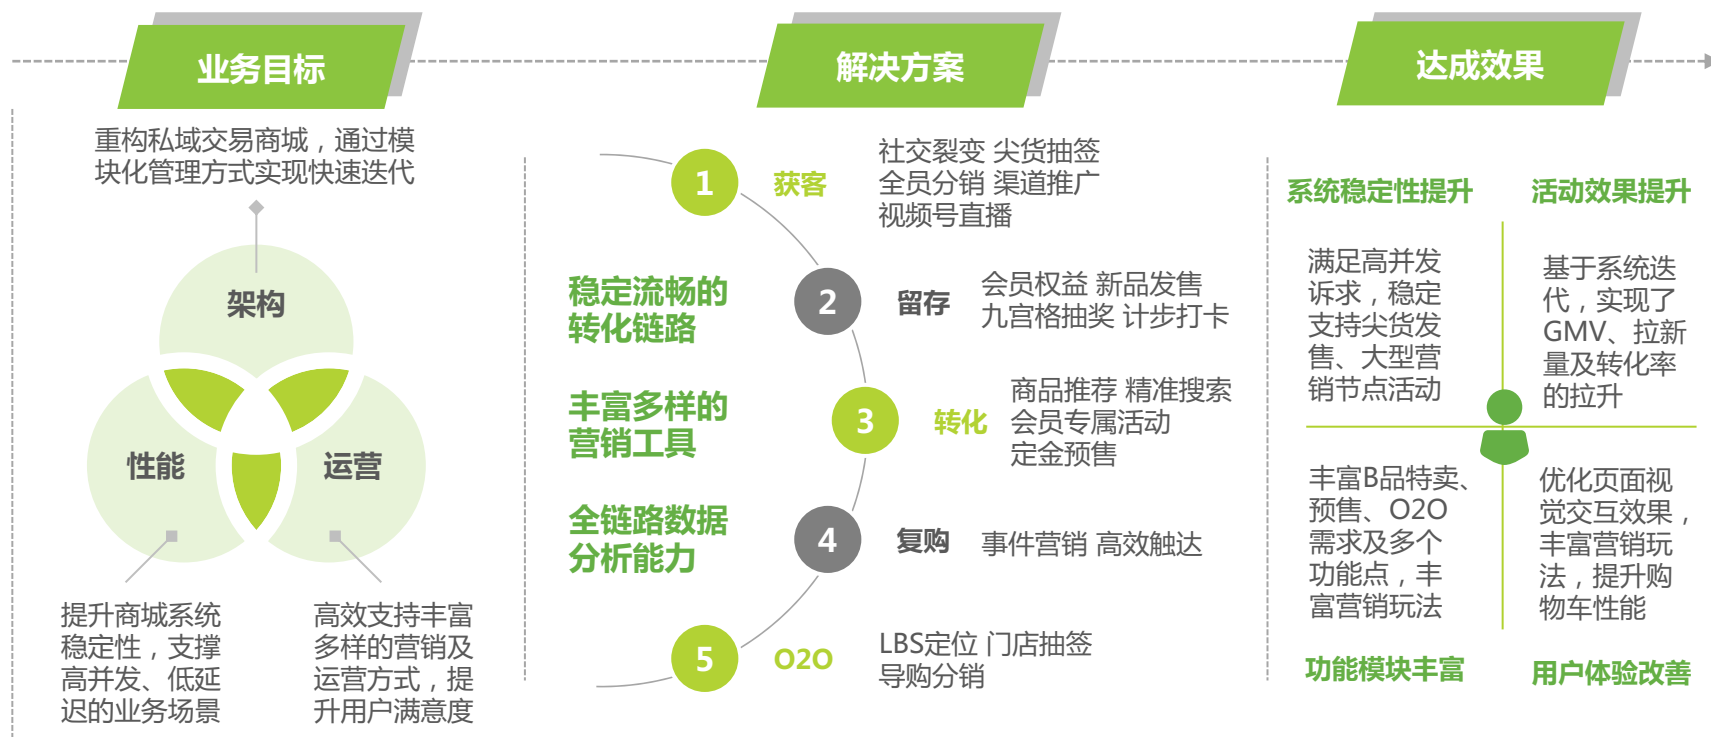 业务目标
重构私域交易商城，通过模
块化管理方式实现快速迭代
架构
性能
运营
提升商城系统
稳定性，支撑
高并发、低延
迟的业务场景
高效支持丰富
多样的营销及
运营方式，提
升用户满意度
解决方案
稳定流畅的
转化链路
丰富多样的
营销工具
全链路数据
分析能力
1
获客
社交裂变 尖货抽签
全员分销 渠道推广
视频号直播
2
留存
会员权益 新品发售
九宫格抽奖 计步打卡
3
转化
商品推荐 精准搜索
会员专属活动
定金预售
4
复购
事件营销 高效触达
5
O2O
LBS定位 门店抽签
导购分销
达成效果
系统稳定性提升
满足高并发
诉求，稳定
支持尖货发
售、大型营
销节点活动
活动效果提升
基于系统迭
代，实现了
GMV、拉新
量及转化率
的拉升
丰富B品特卖、
预售、O2O
需求及多个
功能点，丰
富营销玩法
功能模块丰富
优化页面视
觉交互效果，
丰富营销玩
法，提升购
物车性能
用户体验改善